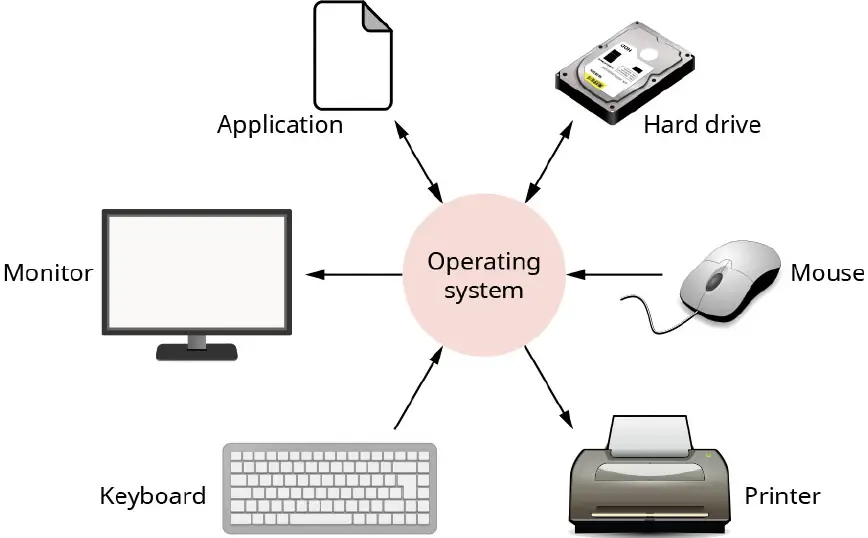 Application
Hard drive
Monitor
Operating
system
Mouse
Keyboard
Printer